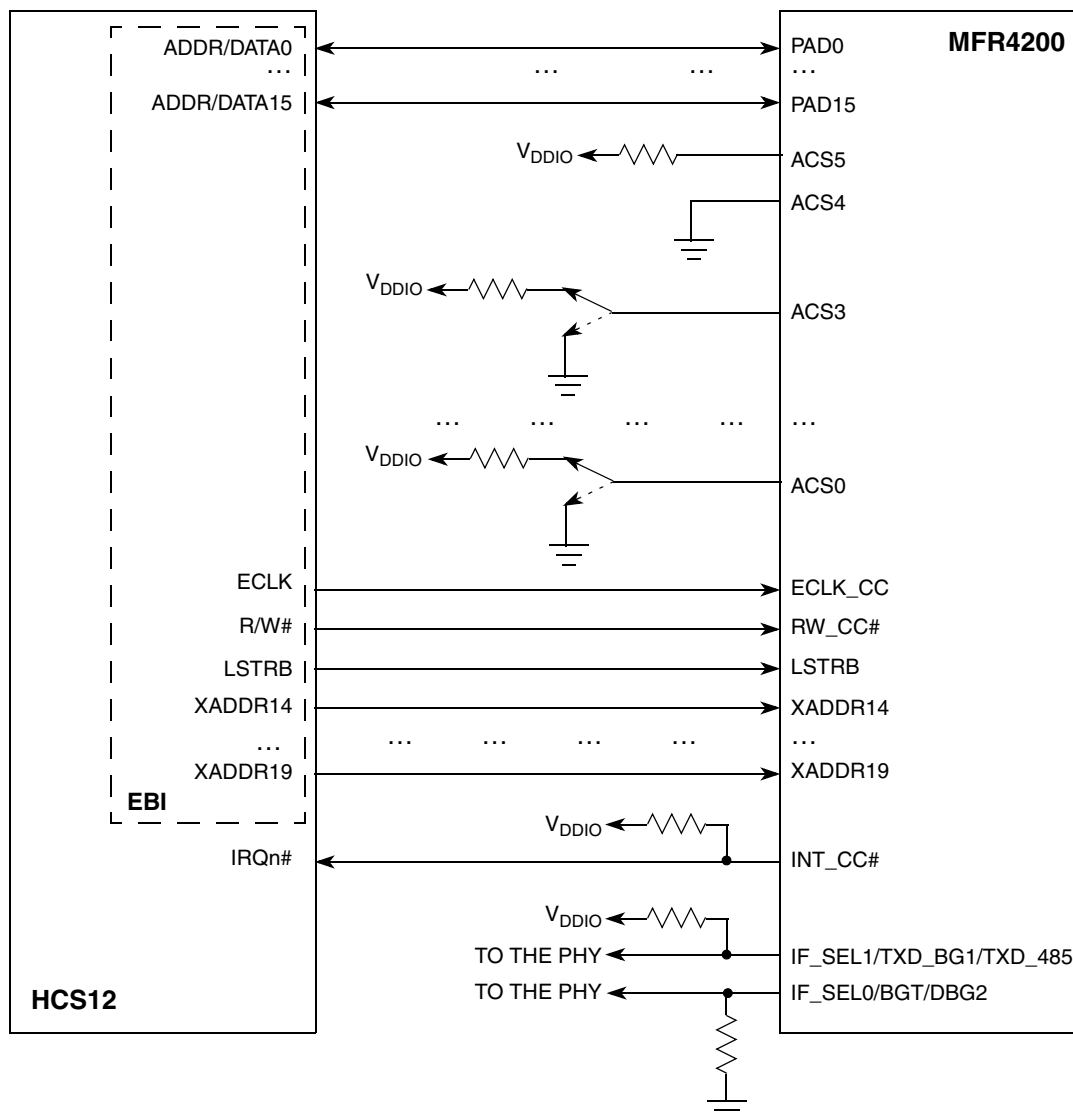 ADDR/DATA0 PAD0 MFR4200
... ... ... ...
ADDR/DATA15 PAD15
VDDIO ACS5
ACS4
VDDIO ACS3
... ... ... ... ...
VDDIO ACS0
ECLK ECLK_CC
R/W# RW_CC#
LSTRB LSTRB
XADDR14 XADDR14
... ... ... ... ... ...
XADDR19 XADDR19
EBI
VDDIO
IRQn# INT_CC#
VDDIO
TO THE PHY IF_SEL1/TXD_BG1/TXD_485
HCS12 TO THE PHY IF_SEL0/BGT/DBG2